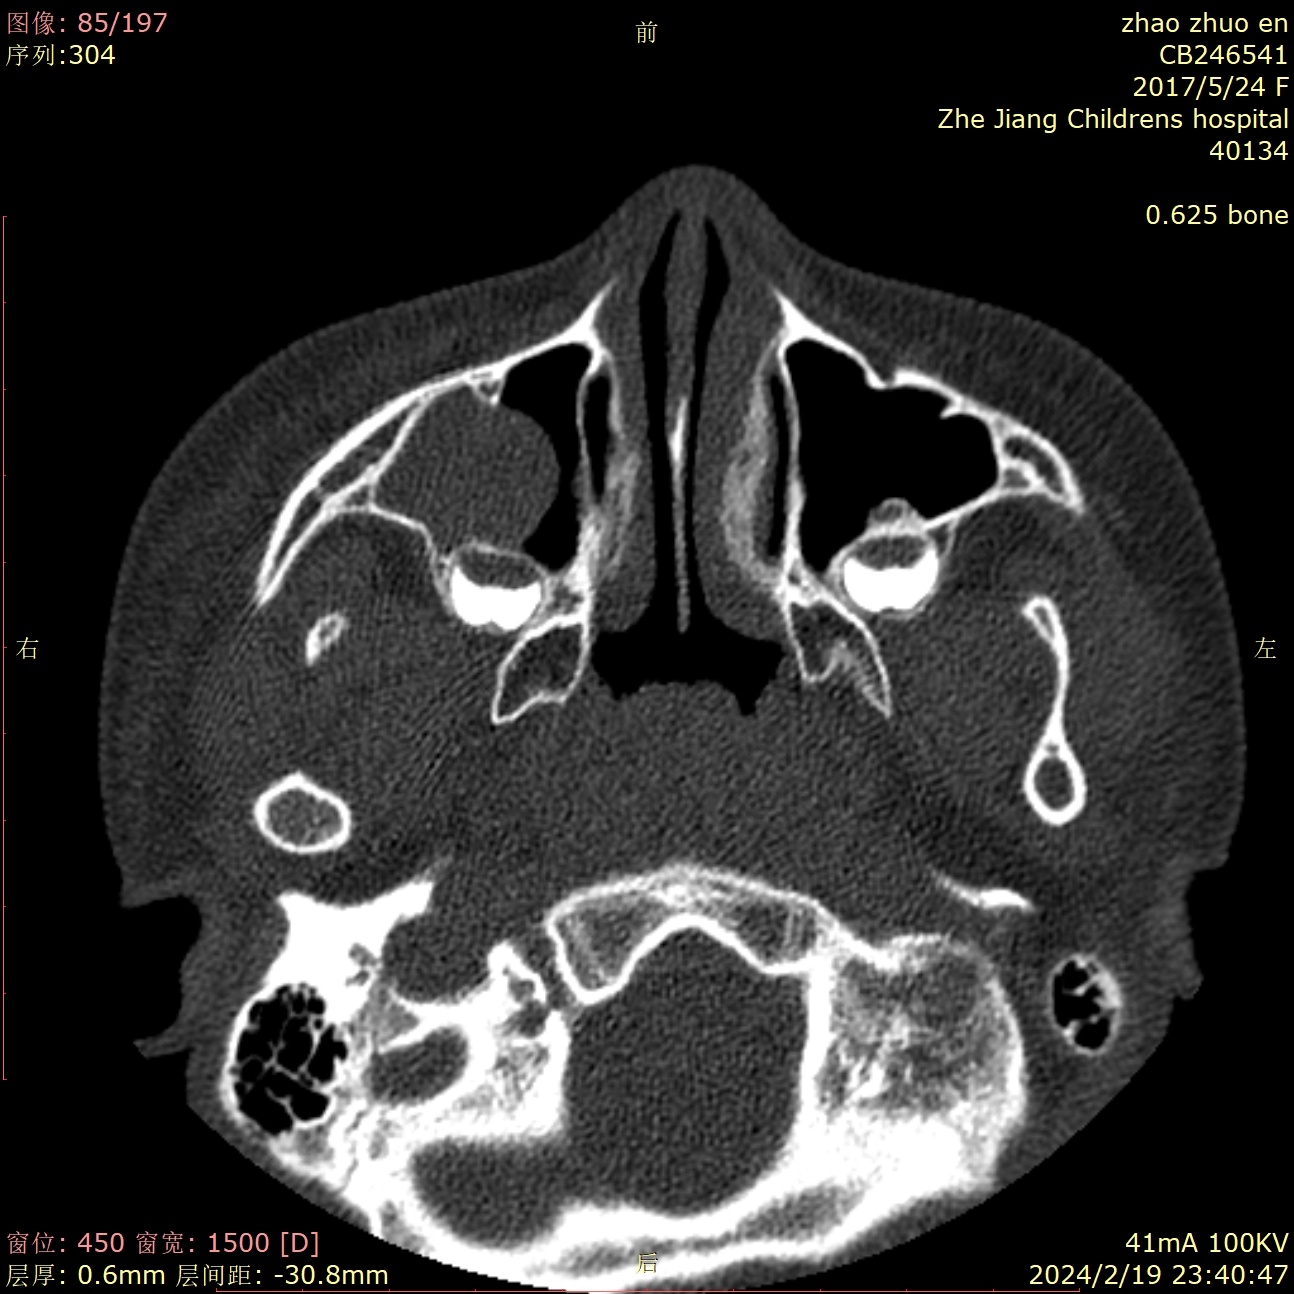 图像: 85/197
序列:304
前
zhao zhuo en
CB246541
2017/5/24 F
Zhe Jiang Childrens hospital
40134
0.625 bone
右
左
窗位: 450 窗宽: 1500 [D]
层厚: 0.6mm 层间距: -30.8mm
后
41mA 100KV
2024/2/19 23:40:47